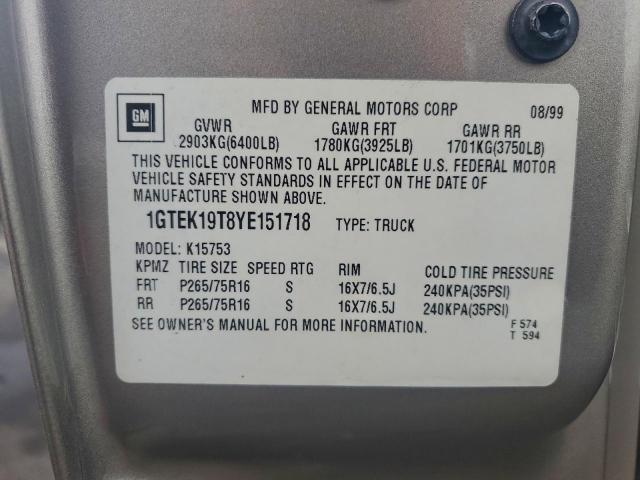 GM
MFD BY GENERAL MOTORS CORP 08/99
GVWR GAWR FRT GAWR RR
2903KG(6400LB) 1780KG(3925LB) 1701KG(3750LB)
THIS VEHICLE CONFORMS TO ALL APPLICABLE U.S. FEDERAL MOTOR
VEHICLE SAFETY STANDARDS IN EFFECT ON THE DATE OF
MANUFACTURE SHOWN ABOVE.
1GTEK19T8YE151718 TYPE: TRUCK
MODEL: K15753
KPMZ TIRE SIZE SPEED RTG RIM COLD TIRE PRESSURE
FRT P265/75R16 S 16X7/6.5J 240KPA(35PSI)
RR P265/75R16 S 16X7/6.5J 240KPA(35PSI)
SEE OWNER'S MANUAL FOR MORE INFORMATION. F 574
T 594